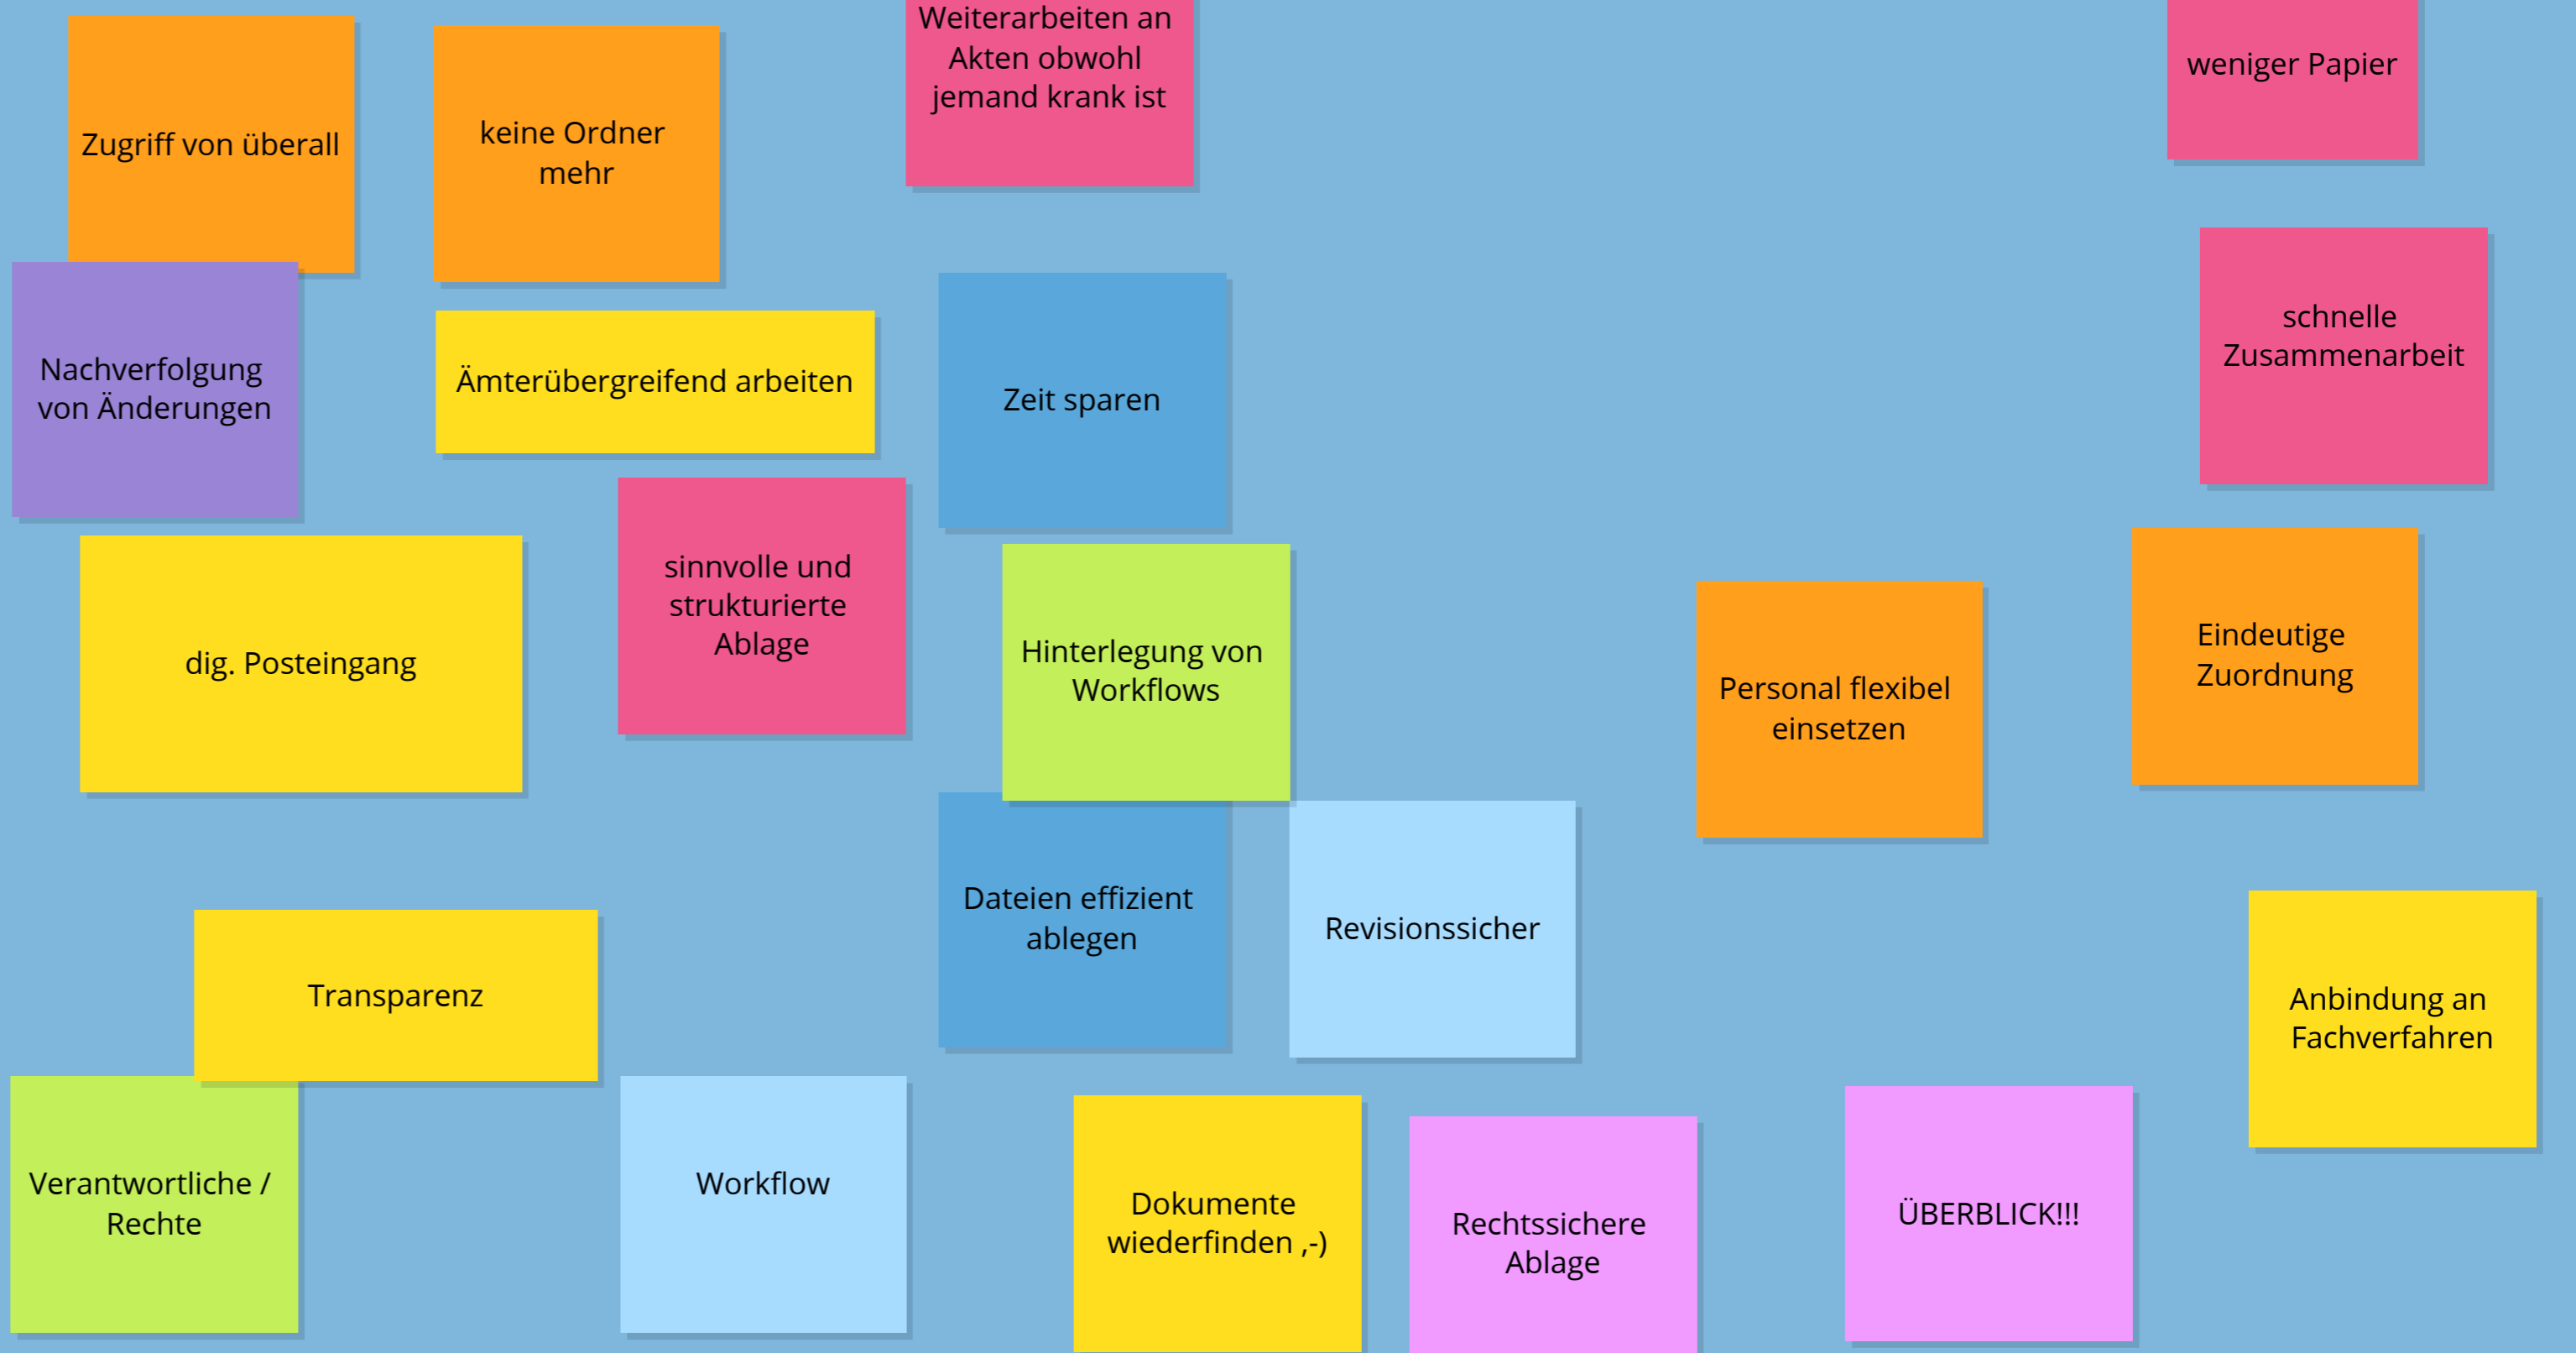 Weiterarbeiten an
Akten obwohl
jemand krank ist
weniger Papier
Zugriff von überall
keine Ordner
mehr
schnelle
Zusammenarbeit
Nachverfolgung
von Änderungen
Ämterübergreifend arbeiten
Zeit sparen
sinnvolle und
strukturierte
Ablage
dig. Posteingang
Hinterlegung von
Workflows
Personal flexibel
einsetzen
Eindeutige
Zuordnung
Dateien effizient
ablegen
Revisionssicher
Transparenz
Anbindung an
Fachverfahren
Verantwortliche /
Rechte
Workflow
Dokumente
wiederfinden ,-)
Rechtssichere
Ablage
ÜBERBLICK!!!